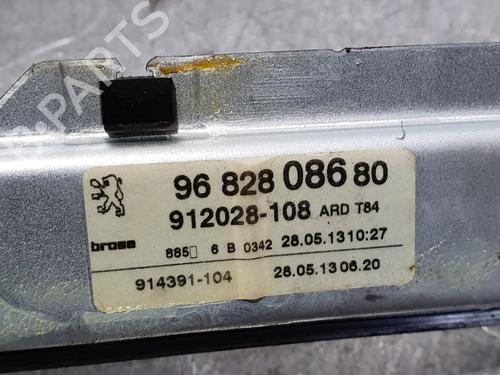 96 828 086 80
912028-108 ARD T84
brose 885▯ 6 B 0342 28.05.13 10:27
914391-104 28.05.13 06.20